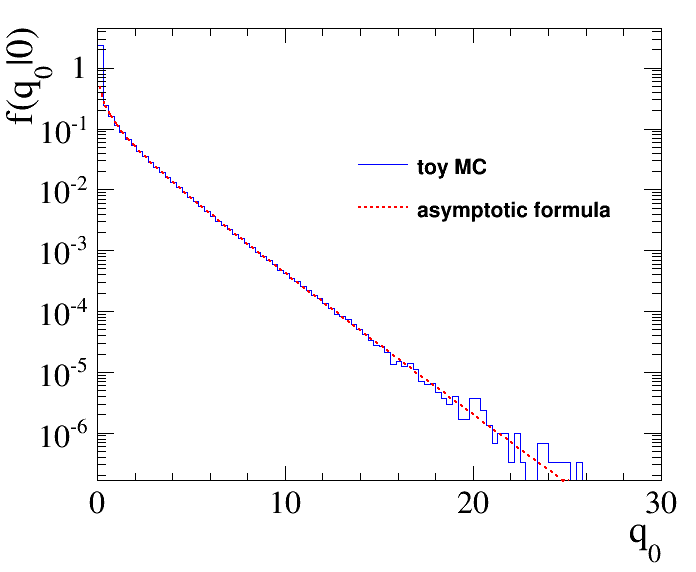 f(q₀|0)
1
10⁻¹
10⁻²
10⁻³
10⁻⁴
10⁻⁵
10⁻⁶
toy MC
asymptotic formula
0 10 20 30
q₀